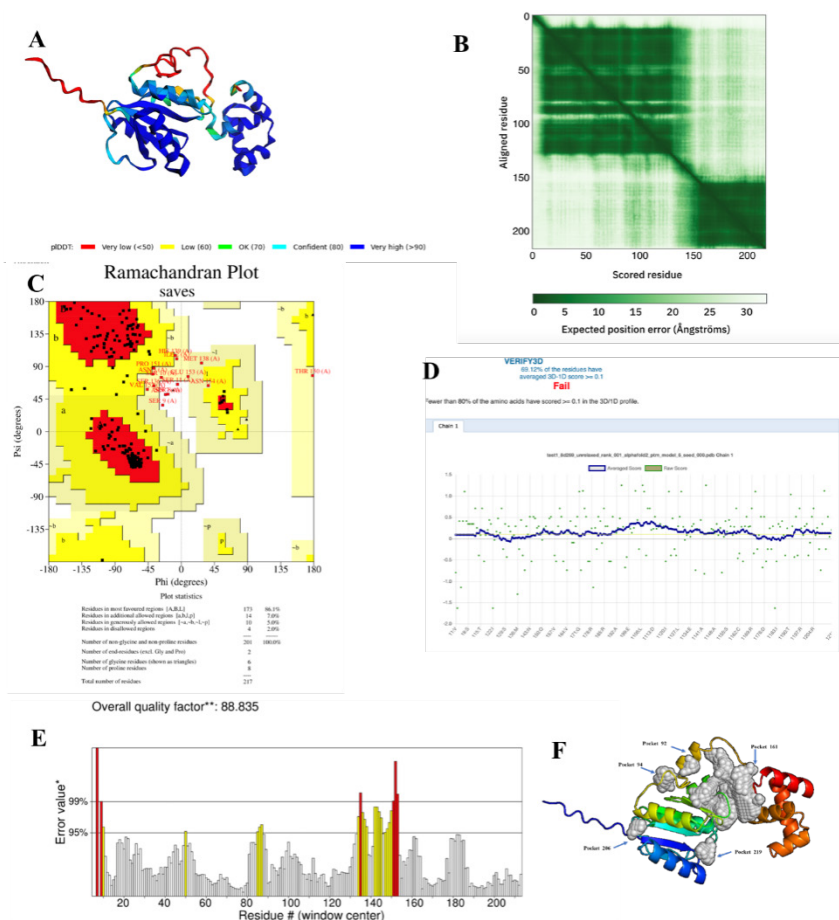 A
B
0
50
100
150
200
Aligned residue
0 50 100 150 200
Scored residue
0 5 10 15 20 25 30
Expected position error (Ångströms)
plDDT: Very low (<50) Low (60) OK (70) Confident (80) Very high (>90)
C
Ramachandran Plot
saves
180
135
90
45
0
-45
-90
-135
Psi (degrees)
-180 -135 -90 -45 0 45 90 135 180
Phi (degrees)
B
b
a
~a
~b
~l
~p
p
MET 138 (A)
GLU 153 (A)
THR 150 (A)
Plot statistics
Residues in most favoured regions [A,B,L] 173 86.1%
Residues in additional allowed regions [a,b,l,p] 14 7.0%
Residues in generously allowed regions [~a,~b,~l,~p] 10 5.0%
Residues in disallowed regions 4 2.0%
Number of non-glycine and non-proline residues 201 100.0%
Number of end-residues (excl. Gly and Pro) 2
Number of glycine residues (shown as triangles) 6
Number of proline residues 8
Total number of residues 217
D
VERIFY3D
69.12% of the residues have
averaged 3D-1D score >= 0.1
Fail
Fewer than 80% of the amino acids have scored >= 0.1 in the 3D/1D profile.
Chain 1
Averaged Score Raw Score
Overall quality factor**: 88.835
E
Error value*
99%
95%
20 40 60 80 100 120 140 160 180 200
Residue # (window center)
F
Pocket 92
Pocket 161
Pocket 206
Pocket 219